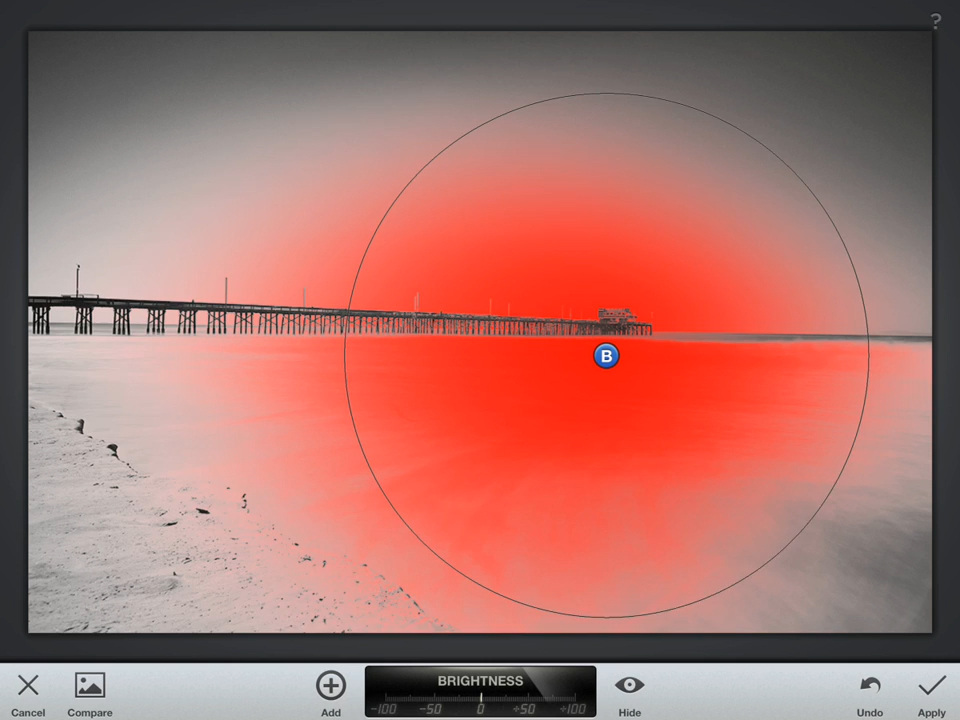 ?
B
BRIGHTNESS
-100 -50 0 +50 +100
Cancel Compare Add Hide Undo Apply